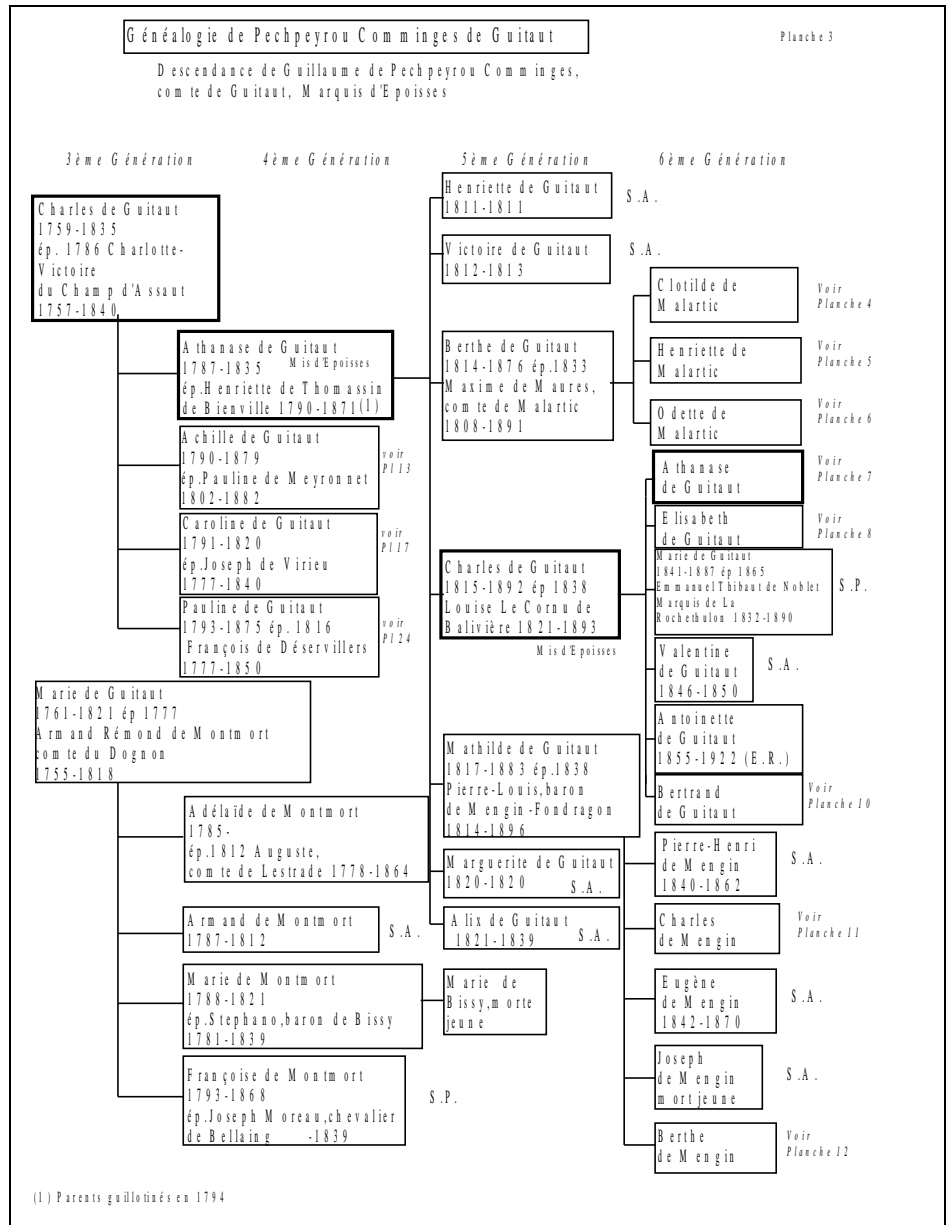 Généalogie de Pechpeyrou Comminges de Guitaut
Planche 3
Descendance de Guillaume de Pechpeyrou Comminges,
comte de Guitaut, Marquis d'Epoisses
3ème Génération
4ème Génération
5ème Génération
6ème Génération
Charles de Guitaut
1759-1835
ép. 1786 Charlotte-
Victoire
du Champ d'Assaut
1757-1840
Athanase de Guitaut
1787-1835 Mis d'Epoisses
ép.Henriette de Thomassin
de Bienville 1790-1871(1)
Achille de Guitaut
1790-1879
ép.Pauline de Meyronnet
1802-1882
voir
Pl 13
Caroline de Guitaut
1791-1820
ép.Joseph de Virieu
1777-1840
voir
Pl 17
Pauline de Guitaut
1793-1875 ép. 1816
François de Déservillers
1777-1850
voir
Pl 24
Marie de Guitaut
1761-1821 ép 1777
Armand Rémond de Montmort
comte du Dognon
1755-1818
Adélaïde de Montmort
1785-
ép.1812 Auguste,
comte de Lestrade 1778-1864
Armand de Montmort
1787-1812
S.A.
Marie de Montmort
1788-1821
ép.Stephano,baron de Bissy
1781-1839
Françoise de Montmort
1793-1868
ép.Joseph Moreau,chevalier
de Bellaing -1839
S.P.
Henriette de Guitaut
1811-1811
S.A.
Victoire de Guitaut
1812-1813
S.A.
Berthe de Guitaut
1814-1876 ép.1833
Maxime de Maures,
comte de Malartic
1808-1891
Charles de Guitaut
1815-1892 ép 1838
Louise Le Cornu de
Balivière 1821-1893
Mis d'Epoisses
Mathilde de Guitaut
1817-1883 ép.1838
Pierre-Louis,baron
de Mengin-Fondragon
1814-1896
Marguerite de Guitaut
1820-1820
S.A.
Alix de Guitaut
1821-1839
S.A.
Marie de
Bissy,morte
jeune
Clotilde de
Malartic
Voir
Planche 4
Henriette de
Malartic
Voir
Planche 5
Odette de
Malartic
Voir
Planche 6
Athanase
de Guitaut
Voir
Planche 7
Elisabeth
de Guitaut
Voir
Planche 8
Marie de Guitaut
1841-1887 ép 1865
Emmanuel Thibaut de Noblet
Marquis de La
Rochethulon 1832-1890
S.P.
Valentine
de Guitaut
1846-1850
S.A.
Antoinette
de Guitaut
1855-1922 (E.R.)
Bertrand
de Guitaut
Voir
Planche 10
Pierre-Henri
de Mengin
1840-1862
S.A.
Charles
de Mengin
Voir
Planche 11
Eugène
de Mengin
1842-1870
S.A.
Joseph
de Mengin
mort jeune
S.A.
Berthe
de Mengin
Voir
Planche 12
(1) Parents guillotinés en 1794